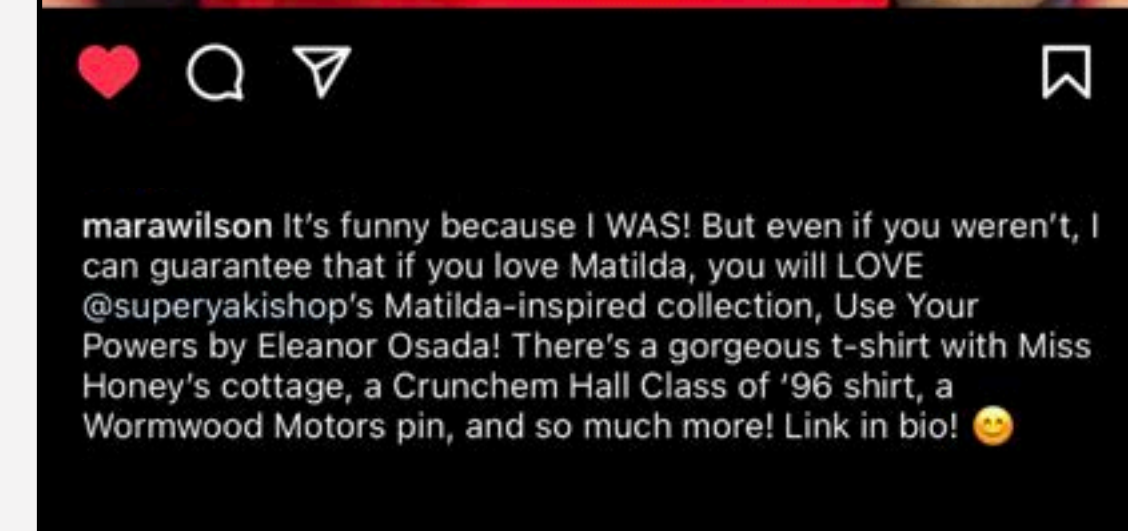 marawilson It’s funny because I WAS! But even if you weren’t, I
can guarantee that if you love Matilda, you will LOVE
@superyakishop’s Matilda-inspired collection, Use Your
Powers by Eleanor Osada! There’s a gorgeous t-shirt with Miss
Honey’s cottage, a Crunchem Hall Class of ‘96 shirt, a
Wormwood Motors pin, and so much more! Link in bio! 😊